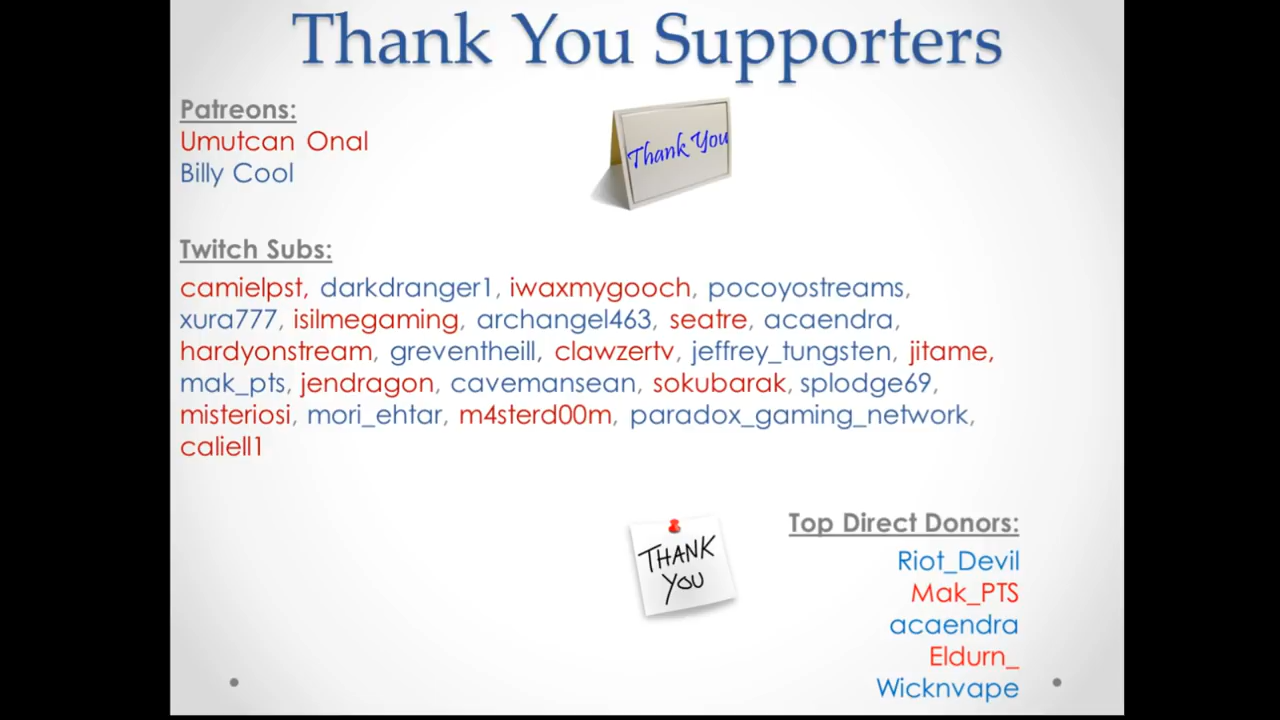 Thank You Supporters
Patreons:
Umutcan Onal
Billy Cool
Thank You
Twitch Subs:
camielpst, darkdranger1, iwaxmygooch, pocoyostreams,
xura777, isilmegaming, archangel463, seatre, acaendra,
hardyonstream, greventheill, clawzertv, jeffrey_tungsten, jitame,
mak_pts, jendragon, cavemansean, sokubarak, splodge69,
misteriosi, mori_ehtar, m4sterd00m, paradox_gaming_network,
caliell1
THANK
YOU
Top Direct Donors:
Riot_Devil
Mak_PTS
acaendra
Eldurn_
Wicknvape